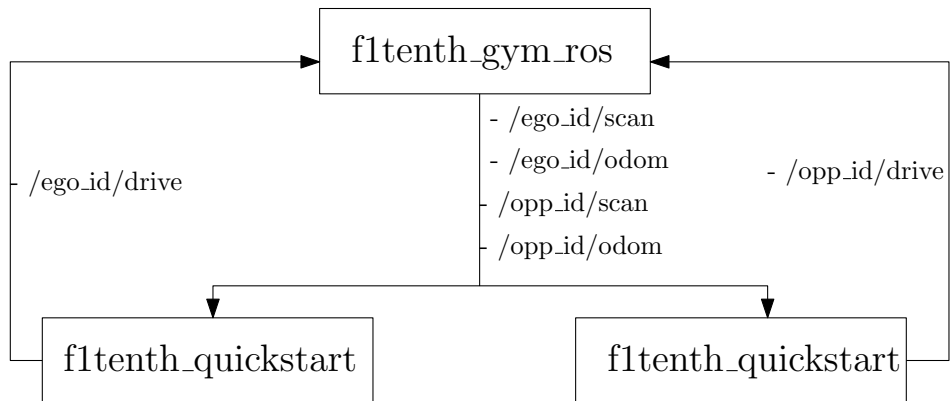 f1tenth_gym_ros
- /ego_id/scan
- /ego_id/odom
- /opp_id/scan
- /opp_id/odom
- /ego_id/drive
- /opp_id/drive
f1tenth_quickstart
f1tenth_quickstart